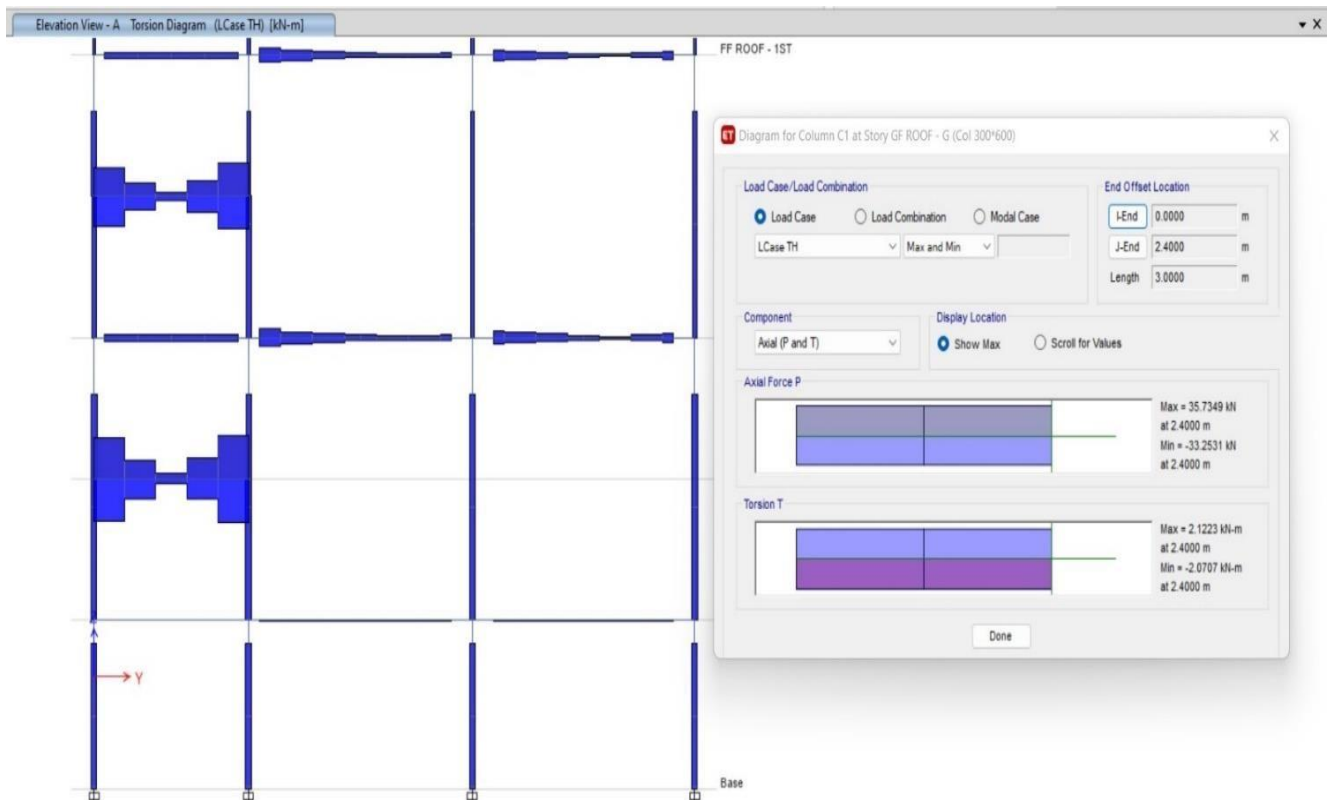 Elevation View - A Torsion Diagram (LCase TH) [kN-m]
FF ROOF - 1ST
ET Diagram for Column C1 at Story GF ROOF - G (Col 300*600)
Load Case/Load Combination
Load Case Load Combination Modal Case
LCase TH Max and Min
End Offset Location
I-End 0.0000 m
J-End 2.4000 m
Length 3.0000 m
Component
Axial (P and T)
Display Location
Show Max Scroll for Values
Axial Force P
Max = 35.7349 kN
at 2.4000 m
Min = -33.2531 kN
at 2.4000 m
Torsion T
Max = 2.1223 kN-m
at 2.4000 m
Min = -2.0707 kN-m
at 2.4000 m
Done
Y
Base